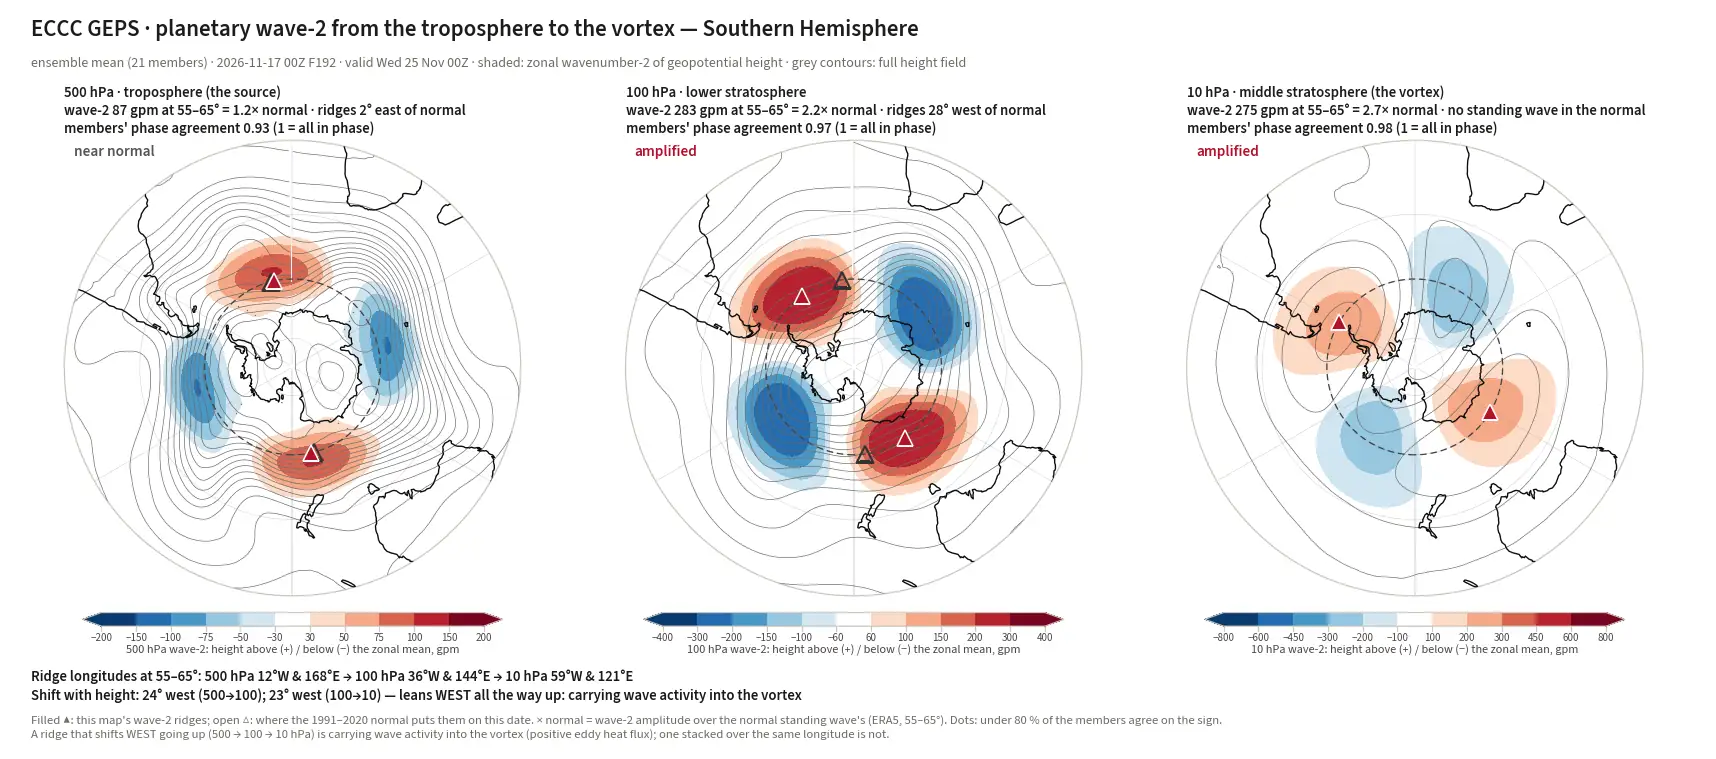 ECCC GEPS · planetary wave-2 from the troposphere to the vortex — Southern Hemisphere
ensemble mean (21 members) · 2026-11-17 00Z F192 · valid Wed 25 Nov 00Z · shaded: zonal wavenumber-2 of geopotential height · grey contours: full height field
500 hPa · troposphere (the source)
wave-2 87 gpm at 55–65° = 1.2× normal · ridges 2° east of normal
members' phase agreement 0.93 (1 = all in phase)
near normal
100 hPa · lower stratosphere
wave-2 283 gpm at 55–65° = 2.2× normal · ridges 28° west of normal
members' phase agreement 0.97 (1 = all in phase)
amplified
10 hPa · middle stratosphere (the vortex)
wave-2 275 gpm at 55–65° = 2.7× normal · no standing wave in the normal
members' phase agreement 0.98 (1 = all in phase)
amplified
−200 −150 −100 −75 −50 −30 30 50 75 100 150 200
500 hPa wave-2: height above (+) / below (−) the zonal mean, gpm
−400 −300 −200 −150 −100 −60 60 100 150 200 300 400
100 hPa wave-2: height above (+) / below (−) the zonal mean, gpm
−800 −600 −450 −300 −200 −100 100 200 300 450 600 800
10 hPa wave-2: height above (+) / below (−) the zonal mean, gpm
Ridge longitudes at 55–65°: 500 hPa 12°W & 168°E → 100 hPa 36°W & 144°E → 10 hPa 59°W & 121°E
Shift with height: 24° west (500→100); 23° west (100→10) — leans WEST all the way up: carrying wave activity into the vortex
Filled ▲: this map's wave-2 ridges; open △: where the 1991–2020 normal puts them on this date. × normal = wave-2 amplitude over the normal standing wave's (ERA5, 55–65°). Dots: under 80 % of the members agree on the sign.
A ridge that shifts WEST going up (500 → 100 → 10 hPa) is carrying wave activity into the vortex (positive eddy heat flux); one stacked over the same longitude is not.